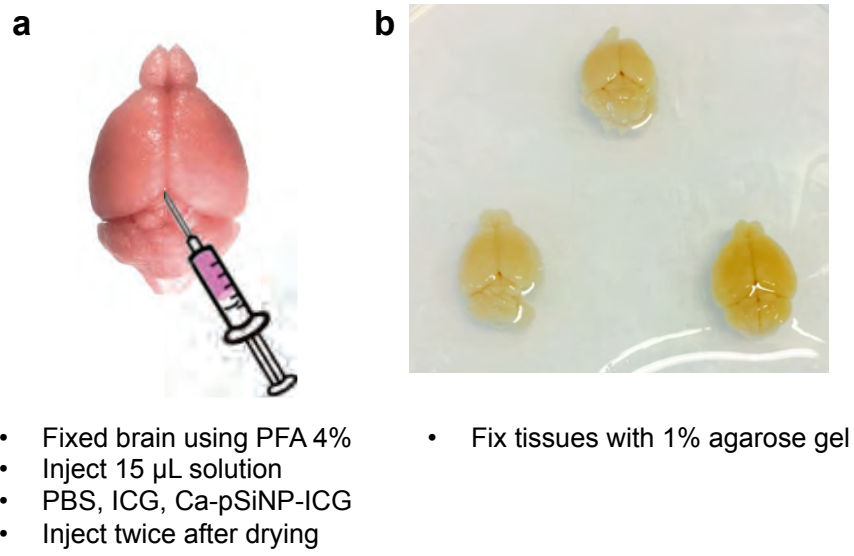 a
b
• Fixed brain using PFA 4%
• Inject 15 µL solution
• PBS, ICG, Ca-pSiNP-ICG
• Inject twice after drying
• Fix tissues with 1% agarose gel